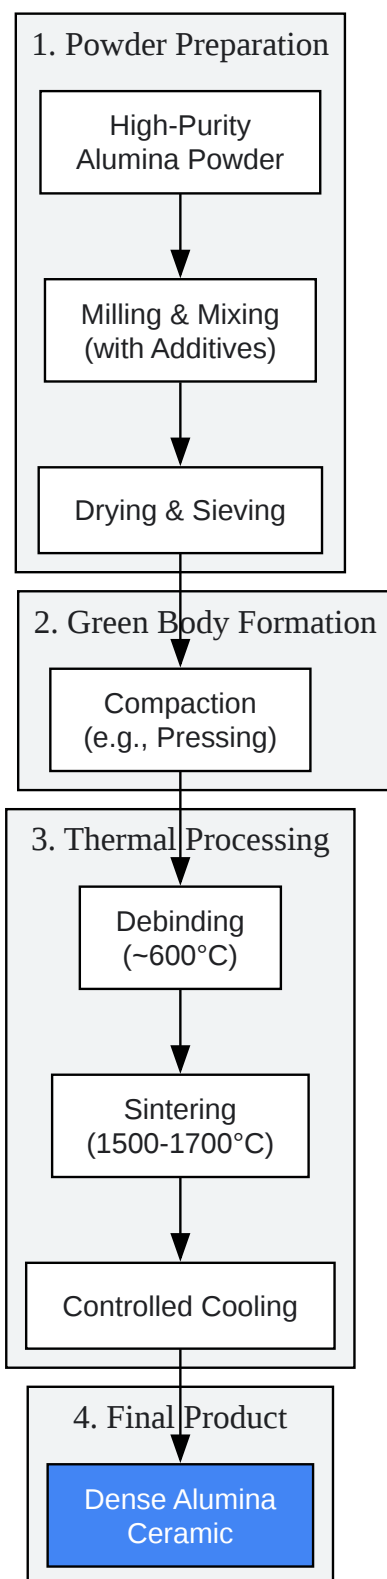 1. Powder Preparation
High-Purity
Alumina Powder
Milling & Mixing
(with Additives)
Drying & Sieving
2. Green Body Formation
Compaction
(e.g., Pressing)
3. Thermal Processing
Debinding
(~600°C)
Sintering
(1500-1700°C)
Controlled Cooling
4. Final Product
Dense Alumina
Ceramic